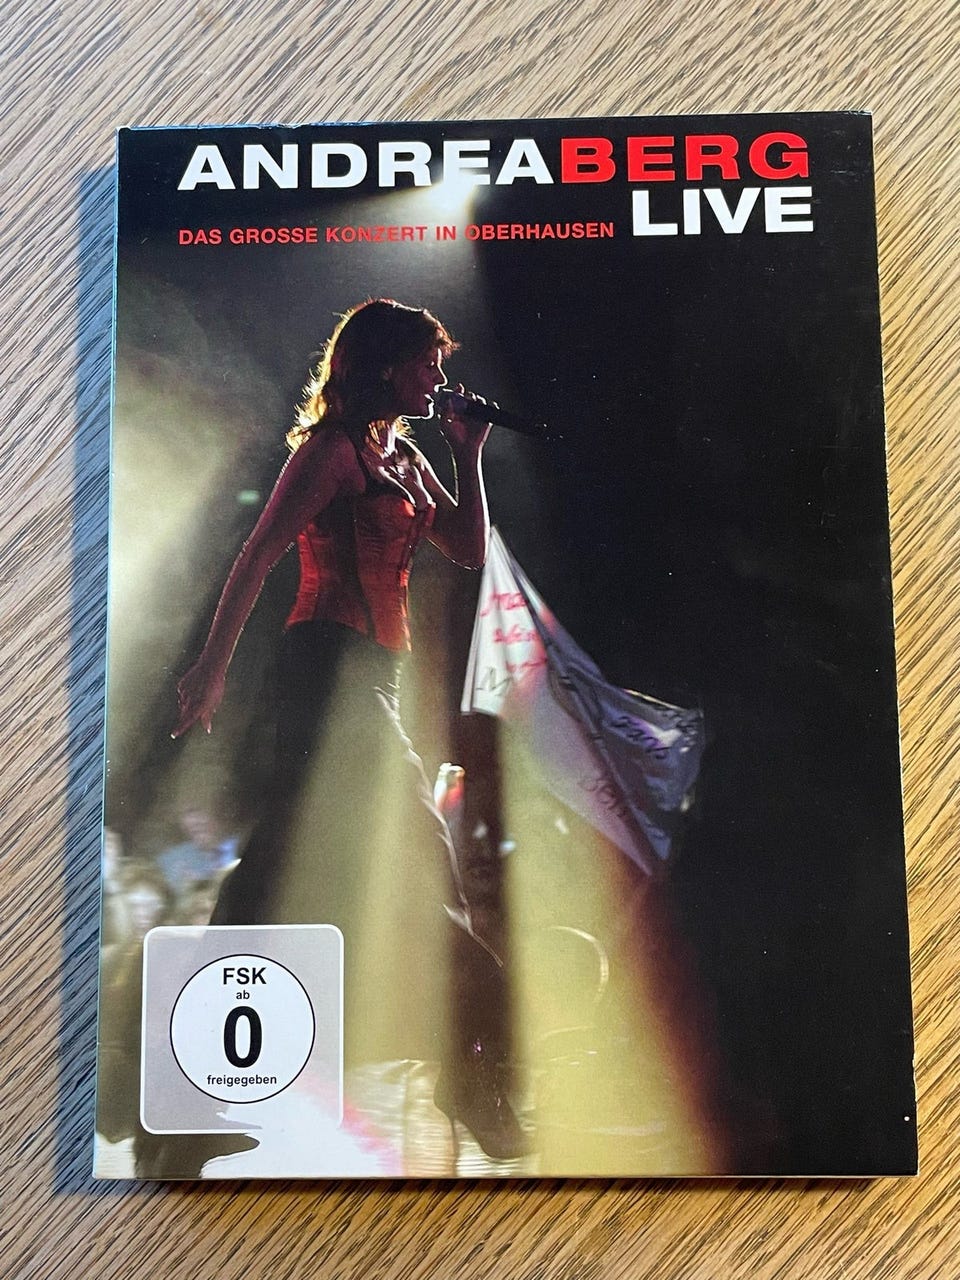 ANDREABERG
LIVE
DAS GROSSE KONZERT IN OBERHAUSEN
FSK
ab
0
freigegeben